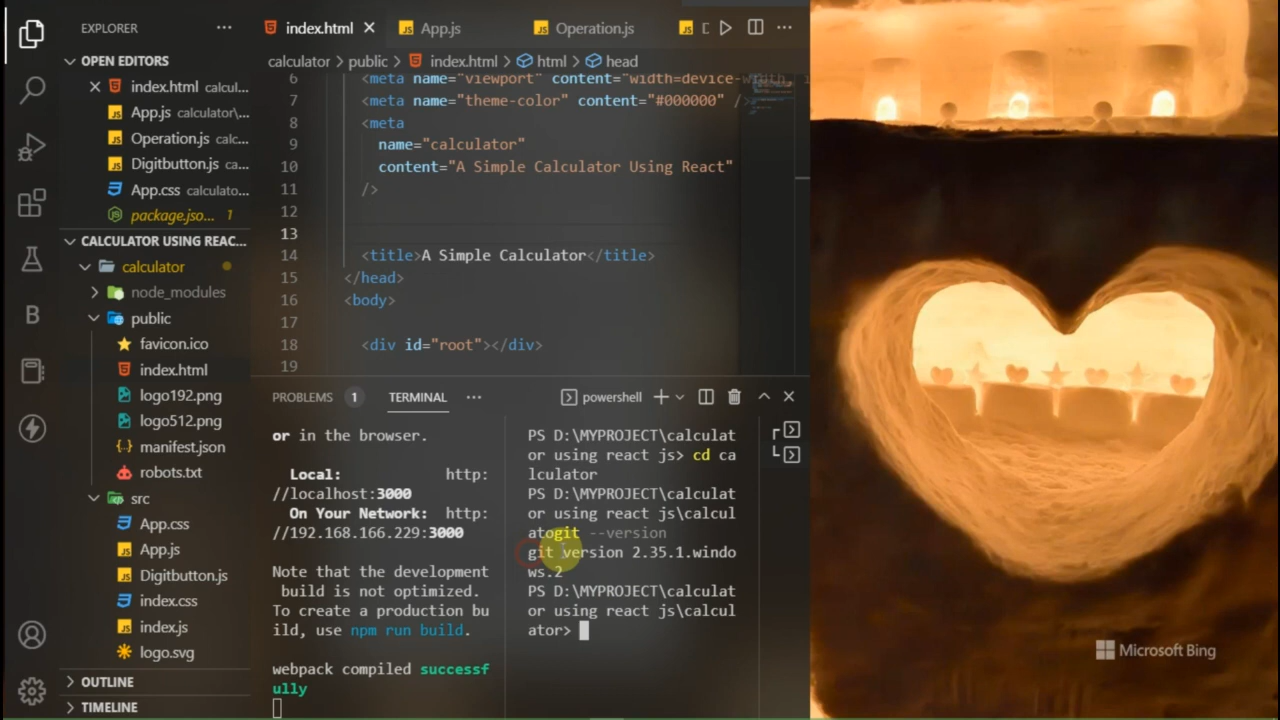 EXPLORER
OPEN EDITORS
index.html calcul...
App.js calculator\...
Operation.js calc...
Digitbutton.js ca...
App.css calculato...
package.jso... 1
CALCULATOR USING REAC...
calculator
node_modules
public
favicon.ico
index.html
logo192.png
logo512.png
manifest.json
robots.txt
src
App.css
App.js
Digitbutton.js
index.css
index.js
logo.svg
OUTLINE
TIMELINE
index.html
App.js
Operation.js
calculator > public > index.html > html > head
6 <meta name="viewport" content="width=device-width
7 <meta name="theme-color" content="#000000" />
8 <meta
9 name="calculator"
10 content="A Simple Calculator Using React"
11 />
12
13
14 <title>A Simple Calculator</title>
15 </head>
16 <body>
17
18 <div id="root"></div>
19
PROBLEMS 1 TERMINAL
powershell
or in the browser.
Local: http:
//localhost:3000
On Your Network: http:
//192.168.166.229:3000
Note that the development
build is not optimized.
To create a production bu
ild, use npm run build.
webpack compiled successf
ully
PS D:\MYPROJECT\calculat
or using react js> cd ca
lculator
PS D:\MYPROJECT\calculat
or using react js\calcul
atogit --version
git version 2.35.1.windo
ws.2
PS D:\MYPROJECT\calculat
or using react js\calcul
ator>
B
Microsoft Bing